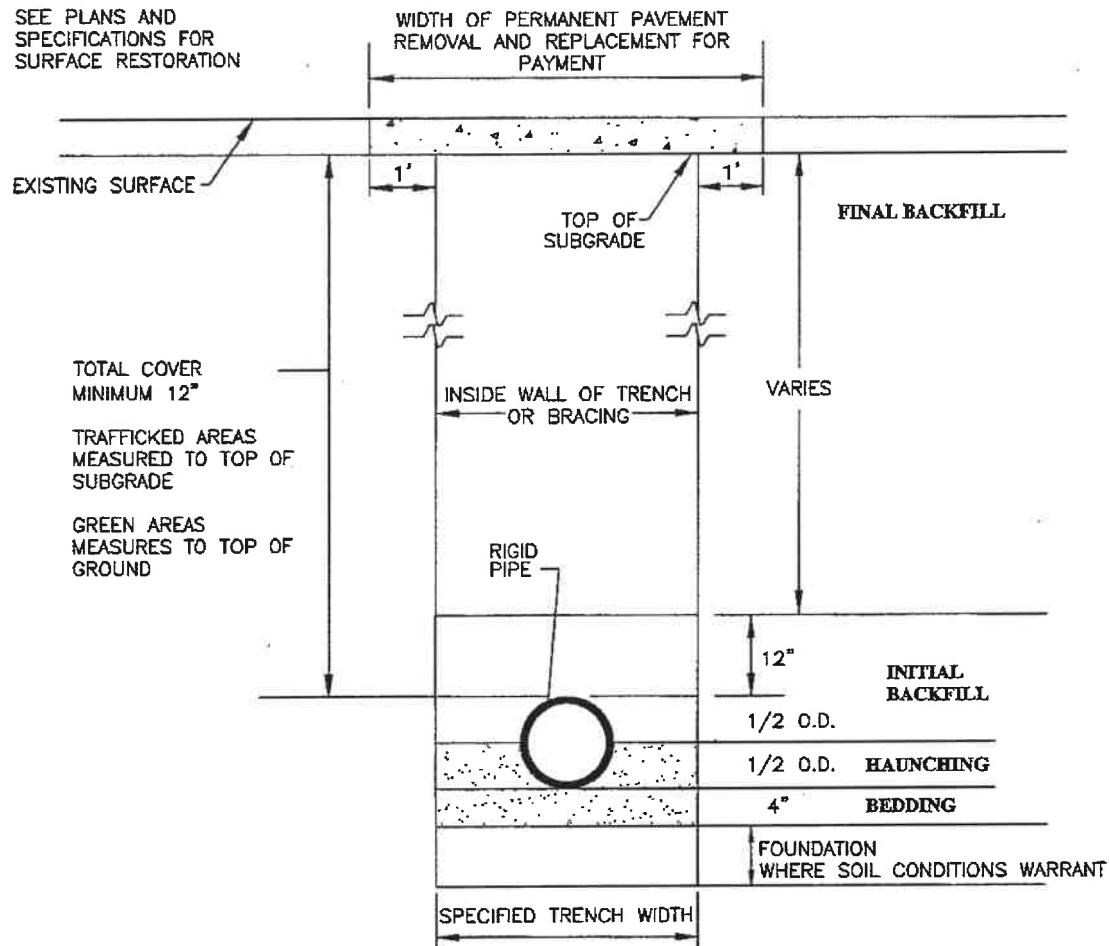 SEE PLANS AND
SPECIFICATIONS FOR
SURFACE RESTORATION
WIDTH OF PERMANENT PAVEMENT
REMOVAL AND REPLACEMENT FOR
PAYMENT
EXISTING SURFACE
1'
1'
TOP OF
SUBGRADE
FINAL BACKFILL
TOTAL COVER
MINIMUM 12"
TRAFFICKED AREAS
MEASURED TO TOP OF
SUBGRADE
GREEN AREAS
MEASURES TO TOP OF
GROUND
INSIDE WALL OF TRENCH
OR BRACING
VARIES
RIGID
PIPE
12"
INITIAL
BACKFILL
1/2 O.D.
1/2 O.D. HAUNCHING
4" BEDDING
FOUNDATION
WHERE SOIL CONDITIONS WARRANT
SPECIFIED TRENCH WIDTH